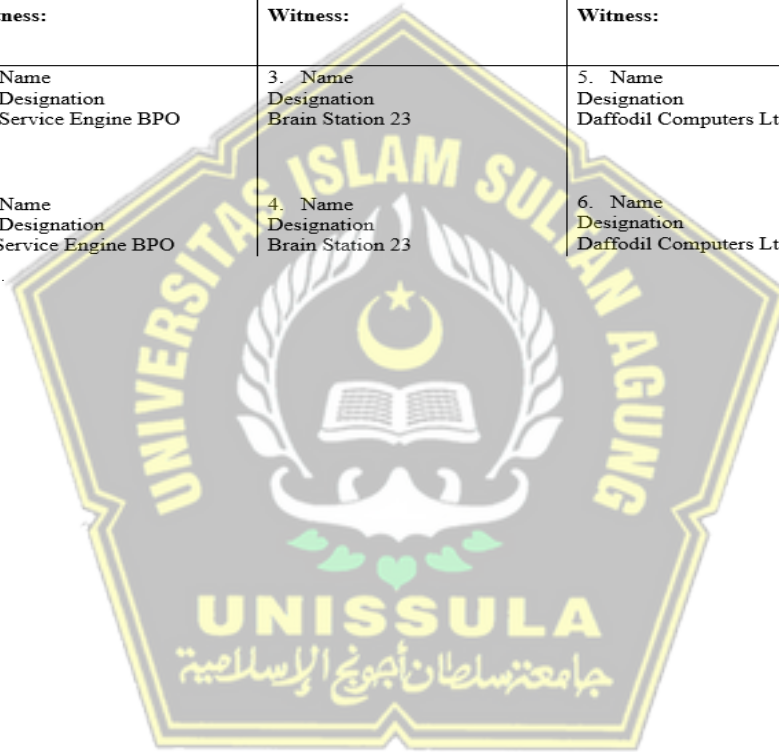 ness: Witness: Witness:
Name 3. Name 5. Name
Designation Designation Designation
Service Engine BPO Brain Station 23 Daffodil Computers Lt
Name 4. Name 6. Name
Designation Designation Designation
Service Engine BPO Brain Station 23 Daffodil Computers Lt
.
UNIVERSITAS ISLAM SULTAN AGUNG
UNISSULA
جامعة سلطان أجونج الإسلامية